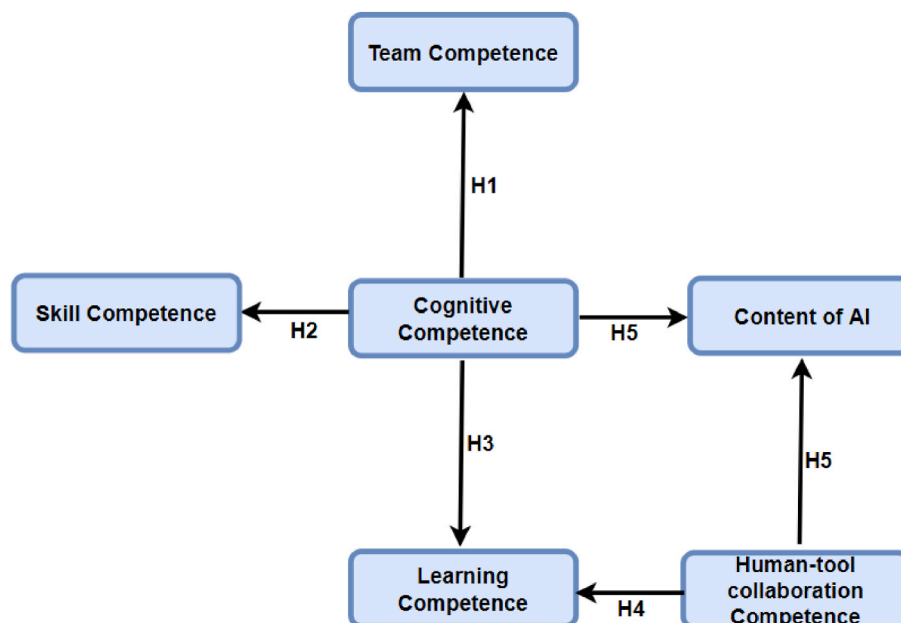 Team Competence
H1
Skill Competence
H2
Cognitive
Competence
H5
Content of AI
H3
H5
Learning
Competence
H4
Human-tool
collaboration
Competence